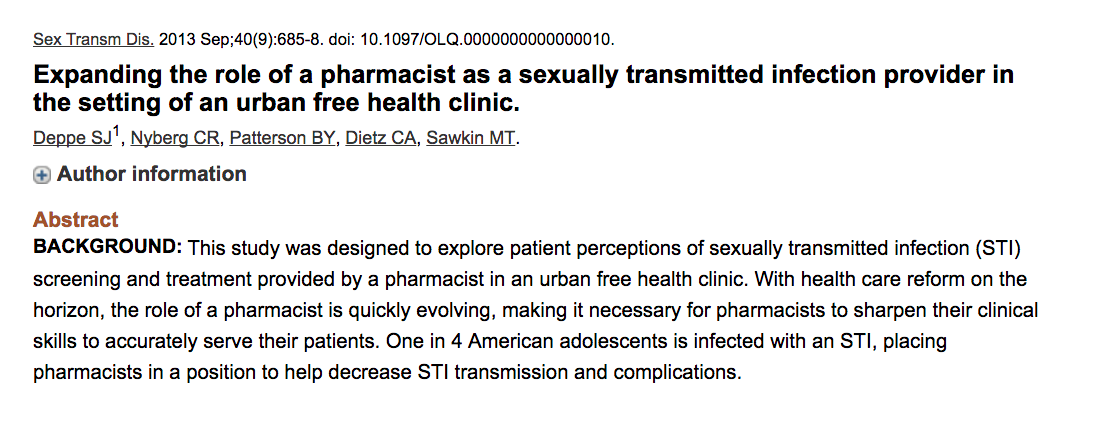 Sex Transm Dis. 2013 Sep;40(9):685-8. doi: 10.1097/OLQ.0000000000000010.
Expanding the role of a pharmacist as a sexually transmitted infection provider in
the setting of an urban free health clinic.
Deppe SJ1, Nyberg CR, Patterson BY, Dietz CA, Sawkin MT.
Author information
Abstract
BACKGROUND: This study was designed to explore patient perceptions of sexually transmitted infection (STI)
screening and treatment provided by a pharmacist in an urban free health clinic. With health care reform on the
horizon, the role of a pharmacist is quickly evolving, making it necessary for pharmacists to sharpen their clinical
skills to accurately serve their patients. One in 4 American adolescents is infected with an STI, placing
pharmacists in a position to help decrease STI transmission and complications.